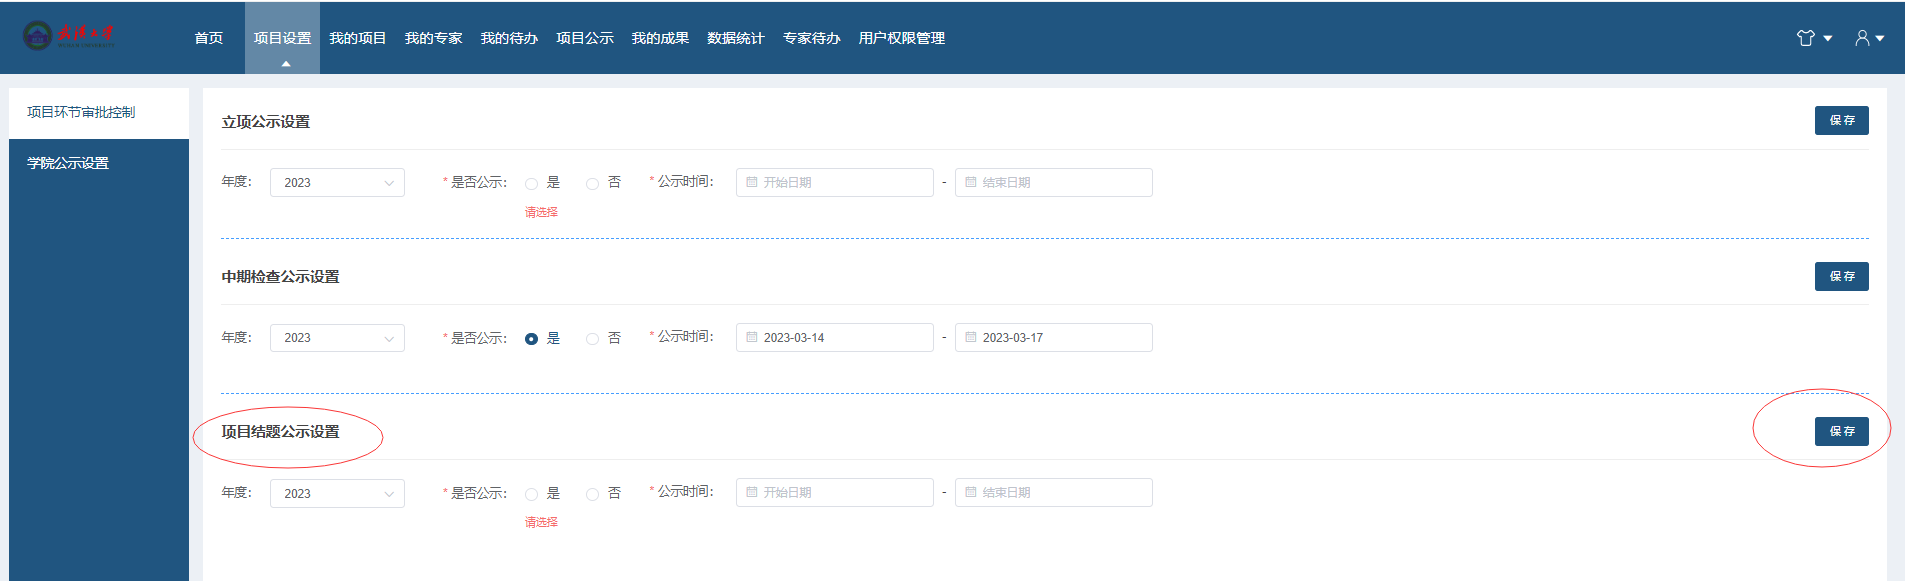 武汉大学
WUHAN UNIVERSITY
首页 项目设置 我的项目 我的专家 我的待办 项目公示 我的成果 数据统计 专家待办 用户权限管理
项目环节审批控制
学院公示设置
立项公示设置 保存
年度： 2023 * 是否公示： 是 否 * 公示时间： 开始日期 - 结束日期
请选择
中期检查公示设置 保存
年度： 2023 * 是否公示： 是 否 * 公示时间： 2023-03-14 - 2023-03-17
项目结题公示设置 保存
年度： 2023 * 是否公示： 是 否 * 公示时间： 开始日期 - 结束日期
请选择